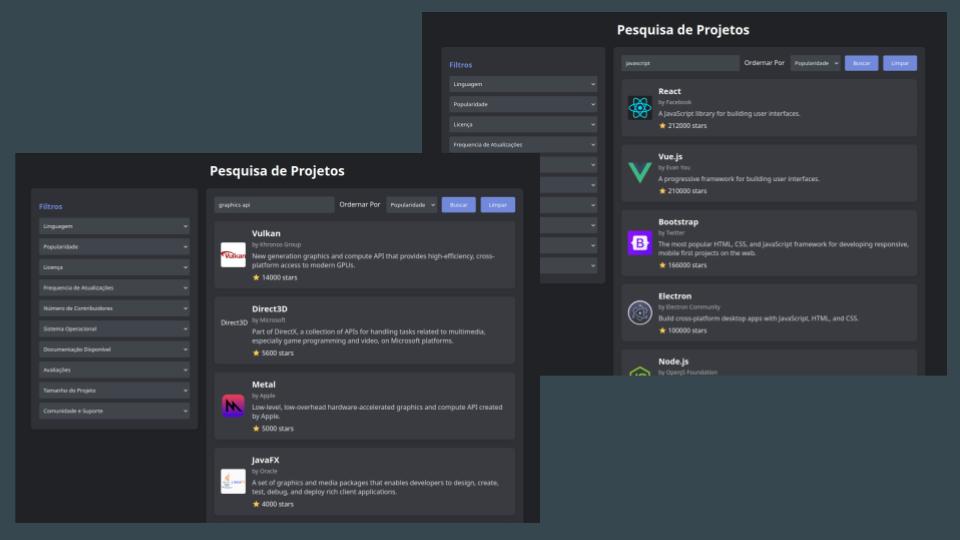 Pesquisa de Projetos
Filtros
Linguagem
Popularidade
Licença
Frequencia de Atualizações
javascript
Ordernar Por
Popularidade
Buscar
Limpar
React
by Facebook
A JavaScript library for building user interfaces.
212000 stars
Vue.js
by Evan You
A progressive framework for building user interfaces.
210000 stars
Bootstrap
by Twitter
The most popular HTML, CSS, and JavaScript framework for developing responsive,
mobile first projects on the web.
166000 stars
Electron
by Electron Community
Build cross-platform desktop apps with JavaScript, HTML, and CSS.
100000 stars
Node.js
by OpenJS Foundation
Pesquisa de Projetos
Filtros
Linguagem
Popularidade
Licença
Frequencia de Atualizações
Número de Contribuidores
Sistema Operacional
Documentação Disponível
Avaliações
Tamanho do Projeto
Comunidade e Suporte
graphics api
Ordernar Por
Popularidade
Buscar
Limpar
Vulkan
Vulkan
by Khronos Group
New generation graphics and compute API that provides high-efficiency, cross-
platform access to modern GPUs.
14000 stars
Direct3D
Direct3D
by Microsoft
Part of DirectX, a collection of APIs for handling tasks related to multimedia,
especially game programming and video, on Microsoft platforms.
5600 stars
Metal
by Apple
Low-level, low-overhead hardware-accelerated graphics and compute API created
by Apple.
5000 stars
JavaFX
by Oracle
A set of graphics and media packages that enables developers to design, create,
test, debug, and deploy rich client applications.
4000 stars